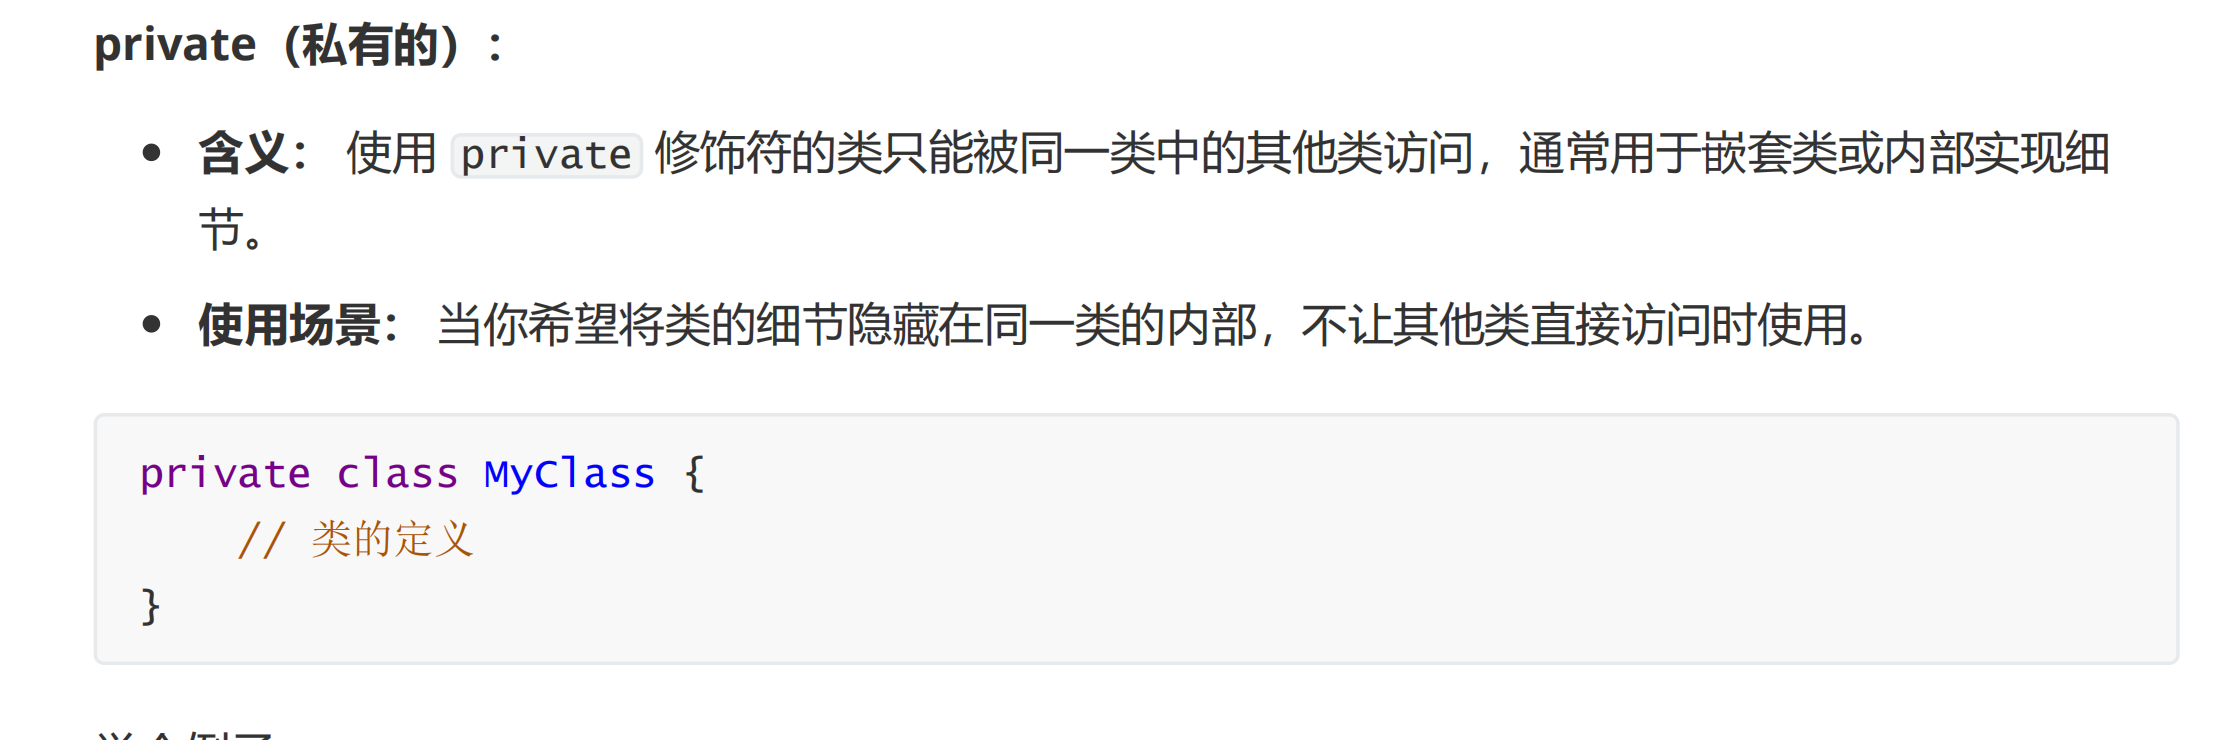 private（私有的）：
含义： 使用 private 修饰符的类只能被同一类中的其他类访问，通常用于嵌套类或内部实现细
节。
使用场景： 当你希望将类的细节隐藏在同一类的内部，不让其他类直接访问时使用。
private class MyClass {
// 类的定义
}